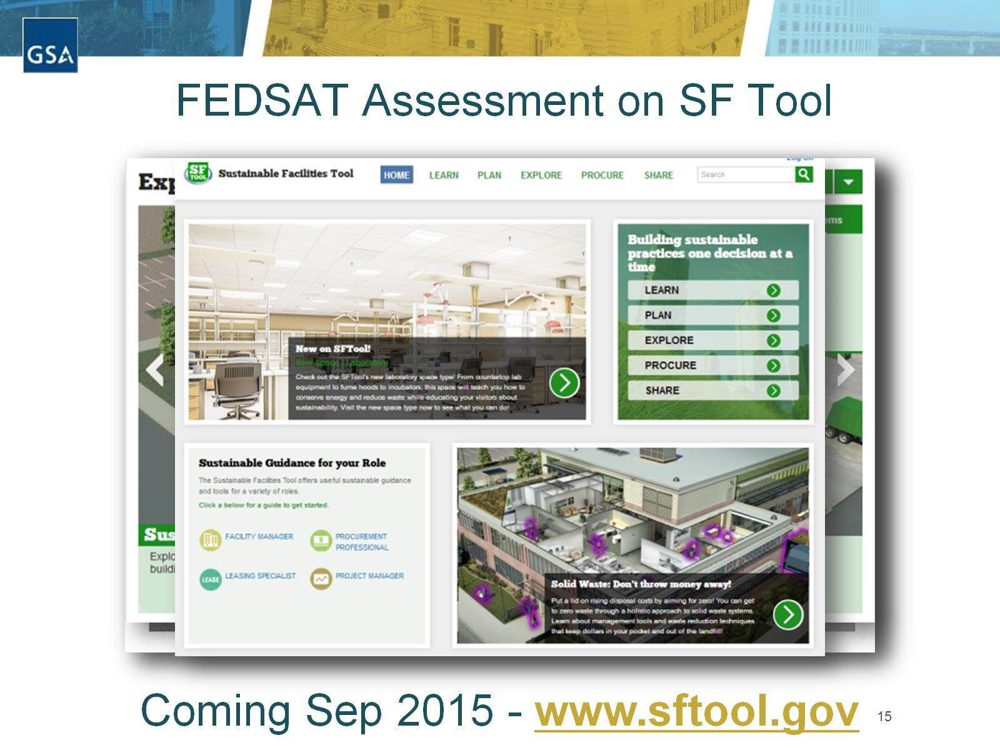 GSA
FEDSAT Assessment on SF Tool
Exp
SF
TOOL
Sustainable Facilities Tool
HOME LEARN PLAN EXPLORE PROCURE SHARE
Search
Log Off
ems
New on SFTool!
New Space - Laboratory
Check out the SFTool's new laboratory space type! From countertop lab
equipment to fume hoods to incubators, this space will teach you how to
conserve energy and reduce waste while educating your visitors about
sustainability. Visit the new space type now to see what you can do!
Building sustainable
practices one decision at a
time
LEARN
PLAN
EXPLORE
PROCURE
SHARE
Sus
Explo
buildi
Sustainable Guidance for your Role
The Sustainable Facilities Tool offers useful sustainable guidance
and tools for a variety of roles.
Click a below for a guide to get started.
FACILITY MANAGER
PROCUREMENT
PROFESSIONAL
LEASE
LEASING SPECIALIST
PROJECT MANAGER
Solid Waste: Don't throw money away!
Put a lid on rising disposal costs by aiming for zero! You can get
to zero waste through a holistic approach to solid waste systems.
Learn about management tools and waste reduction techniques
that keep dollars in your pocket and out of the landfill!
Coming Sep 2015 - www.sftool.gov
15